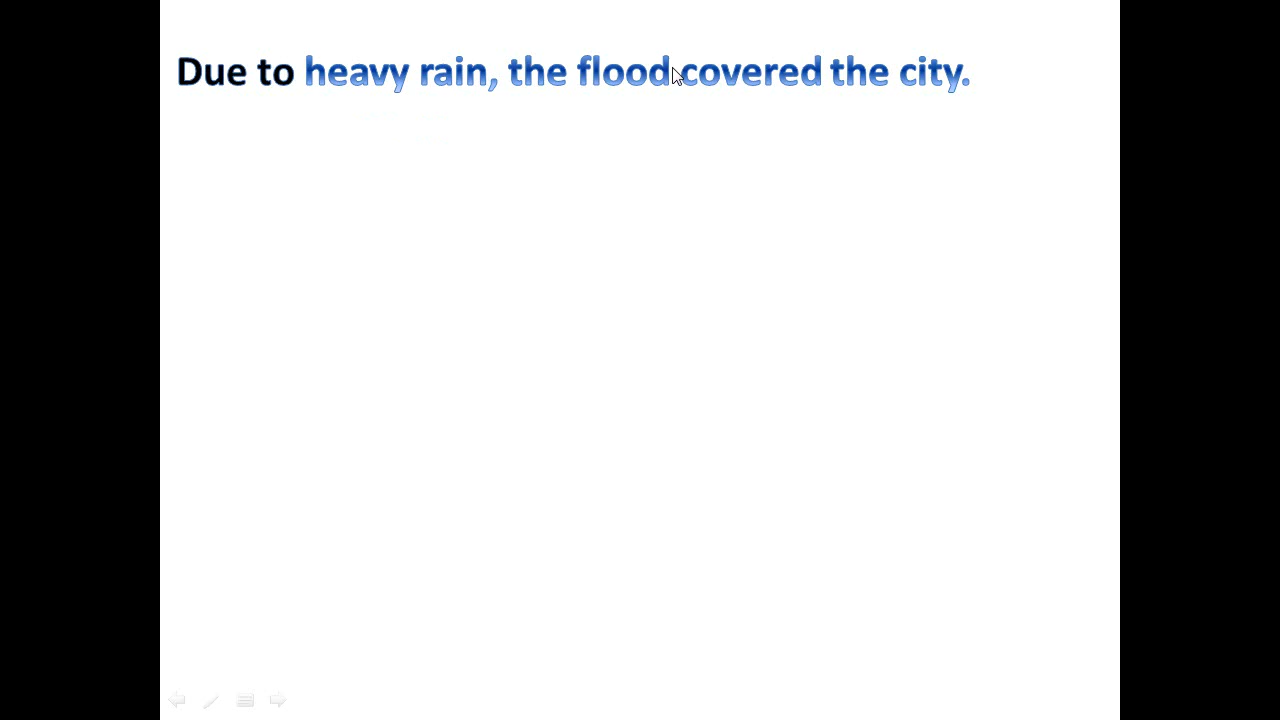 Due to heavy rain, the flood covered the city.